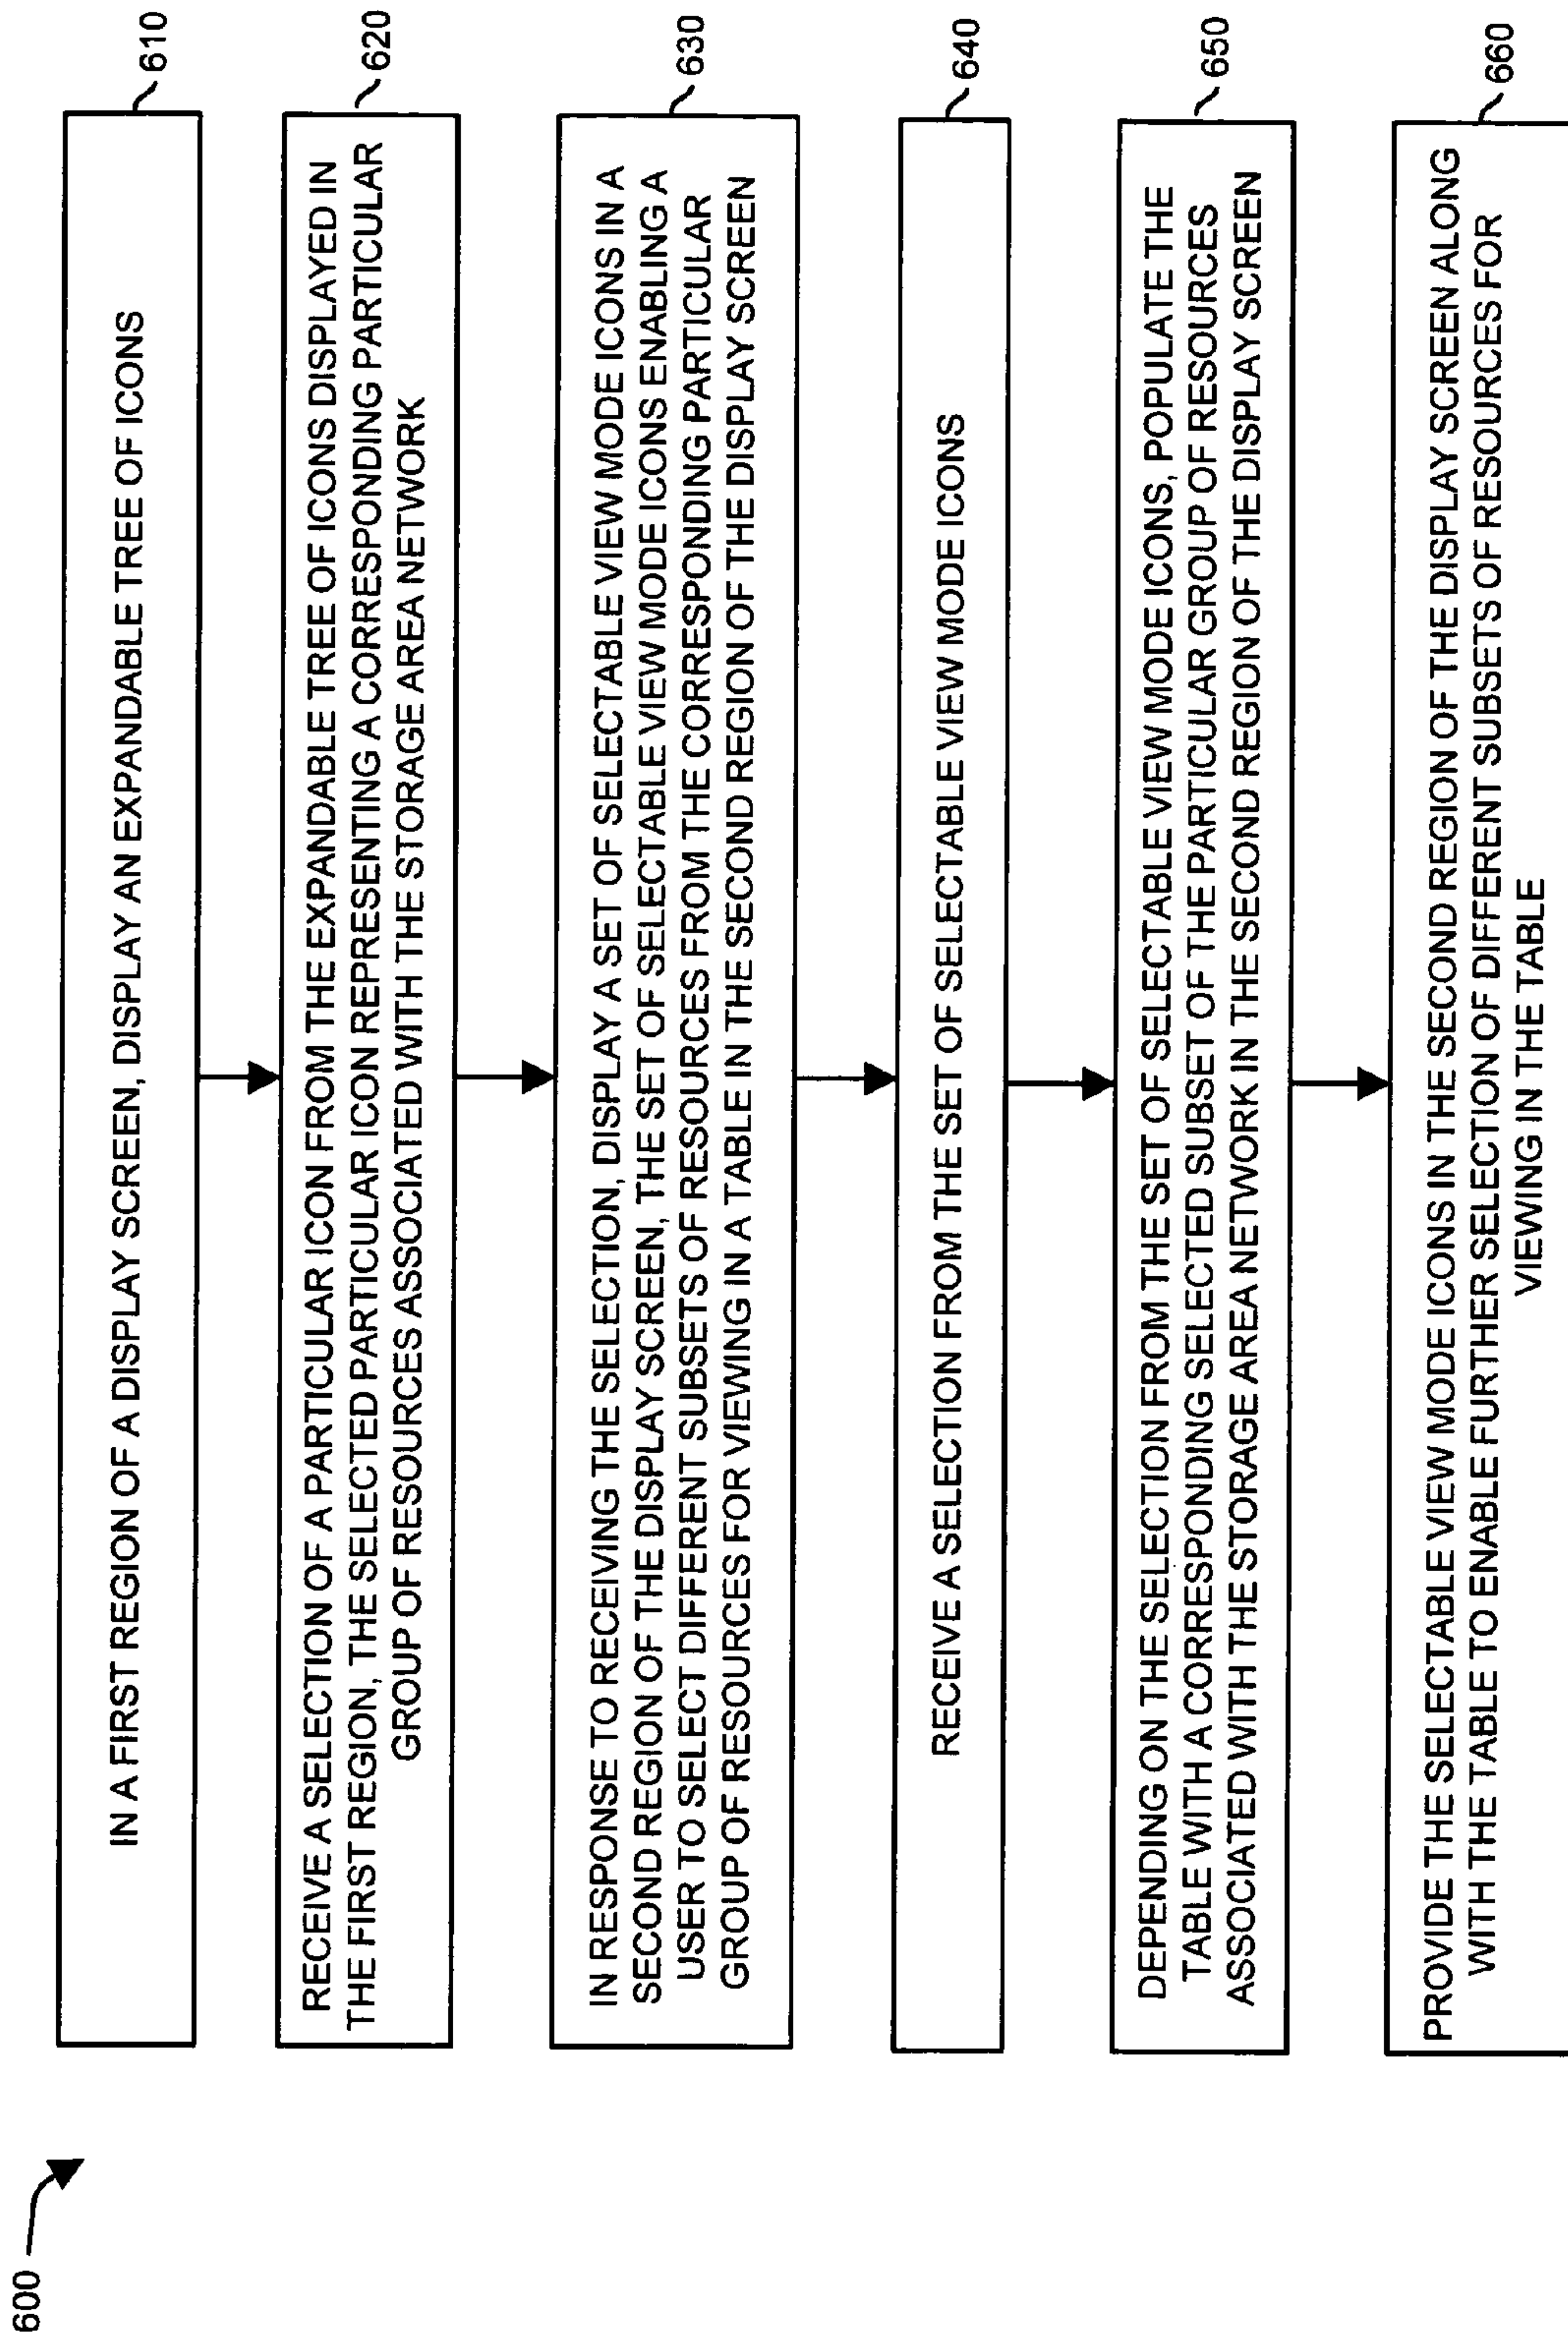 600
IN A FIRST REGION OF A DISPLAY SCREEN, DISPLAY AN EXPANDABLE TREE OF ICONS
610
RECEIVE A SELECTION OF A PARTICULAR ICON FROM THE EXPANDABLE TREE OF ICONS DISPLAYED IN
THE FIRST REGION, THE SELECTED PARTICULAR ICON REPRESENTING A CORRESPONDING PARTICULAR
GROUP OF RESOURCES ASSOCIATED WITH THE STORAGE AREA NETWORK
620
IN RESPONSE TO RECEIVING THE SELECTION, DISPLAY A SET OF SELECTABLE VIEW MODE ICONS IN A
SECOND REGION OF THE DISPLAY SCREEN, THE SET OF SELECTABLE VIEW MODE ICONS ENABLING A
USER TO SELECT DIFFERENT SUBSETS OF RESOURCES FROM THE CORRESPONDING PARTICULAR
GROUP OF RESOURCES FOR VIEWING IN A TABLE IN THE SECOND REGION OF THE DISPLAY SCREEN
630
RECEIVE A SELECTION FROM THE SET OF SELECTABLE VIEW MODE ICONS
640
DEPENDING ON THE SELECTION FROM THE SET OF SELECTABLE VIEW MODE ICONS, POPULATE THE
TABLE WITH A CORRESPONDING SELECTED SUBSET OF THE PARTICULAR GROUP OF RESOURCES
ASSOCIATED WITH THE STORAGE AREA NETWORK IN THE SECOND REGION OF THE DISPLAY SCREEN
650
PROVIDE THE SELECTABLE VIEW MODE ICONS IN THE SECOND REGION OF THE DISPLAY SCREEN ALONG
WITH THE TABLE TO ENABLE FURTHER SELECTION OF DIFFERENT SUBSETS OF RESOURCES FOR
VIEWING IN THE TABLE
660